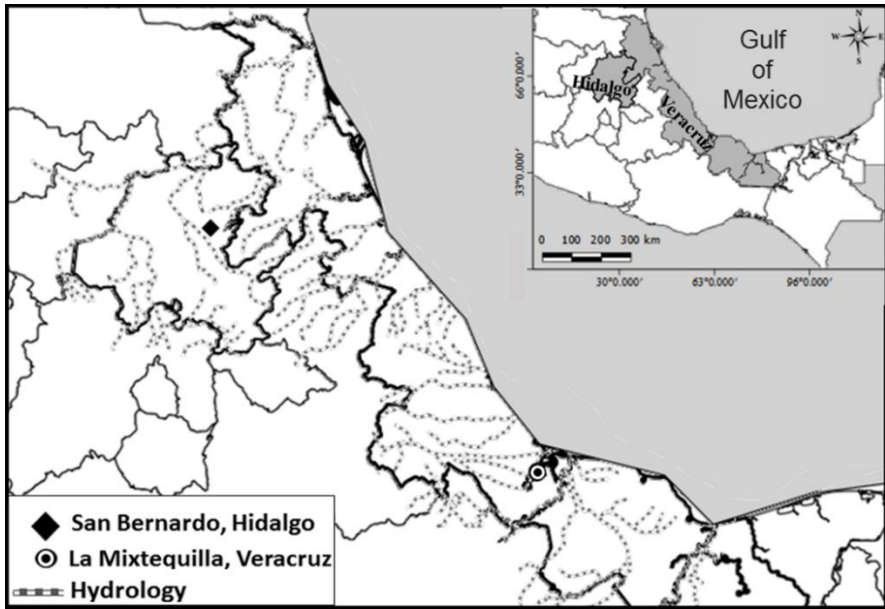 Gulf
of
Mexico
N
W E
S
Hidalgo
Veracruz
66°0.000′
33°0.000′
0 100 200 300 km
30°0.000′ 63°0.000′ 96°0.000′
San Bernardo, Hidalgo
La Mixtequilla, Veracruz
Hydrology